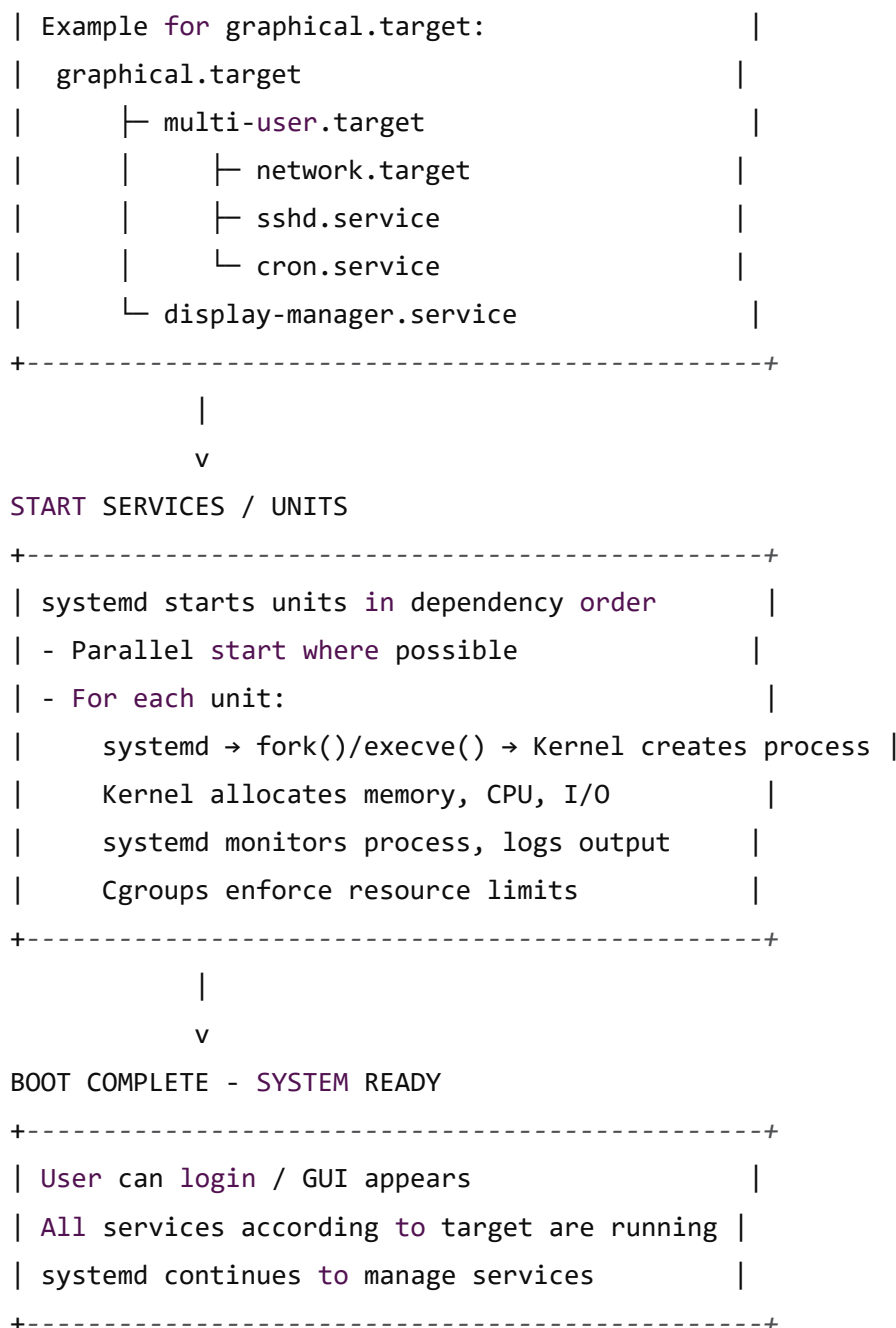 | Example for graphical.target:                 |
|  graphical.target                            |
|      ├─ multi-user.target                     |
|      │     ├─ network.target                 |
|      │     ├─ sshd.service                   |
|      │     └─ cron.service                   |
|      └─ display-manager.service               |
+-----------------------------------------------+
            |
            v
START SERVICES / UNITS
+-----------------------------------------------+
| systemd starts units in dependency order       |
| - Parallel start where possible               |
| - For each unit:                               |
|     systemd → fork()/execve() → Kernel creates process |
|     Kernel allocates memory, CPU, I/O          |
|     systemd monitors process, logs output     |
|     Cgroups enforce resource limits           |
+-----------------------------------------------+
            |
            v
BOOT COMPLETE - SYSTEM READY
+-----------------------------------------------+
| User can login / GUI appears                  |
| All services according to target are running |
| systemd continues to manage services         |
+-----------------------------------------------+